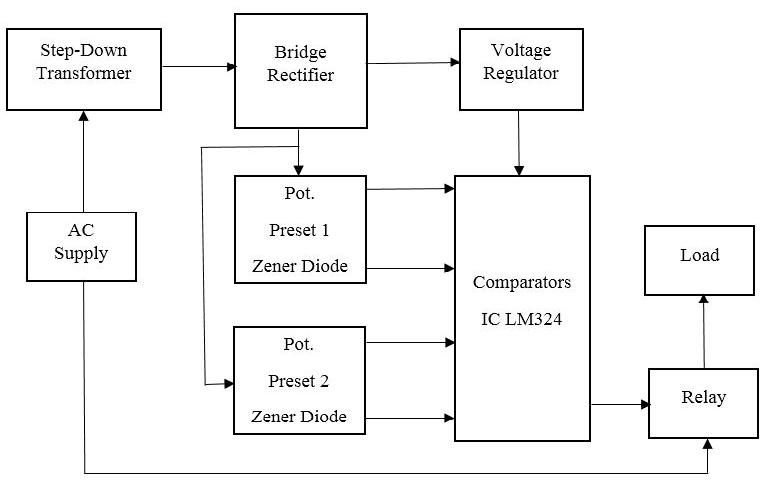 Step-Down
Transformer
Bridge
Rectifier
Voltage
Regulator
AC
Supply
Pot.
Preset 1
Zener Diode
Pot.
Preset 2
Zener Diode
Comparators
IC LM324
Load
Relay